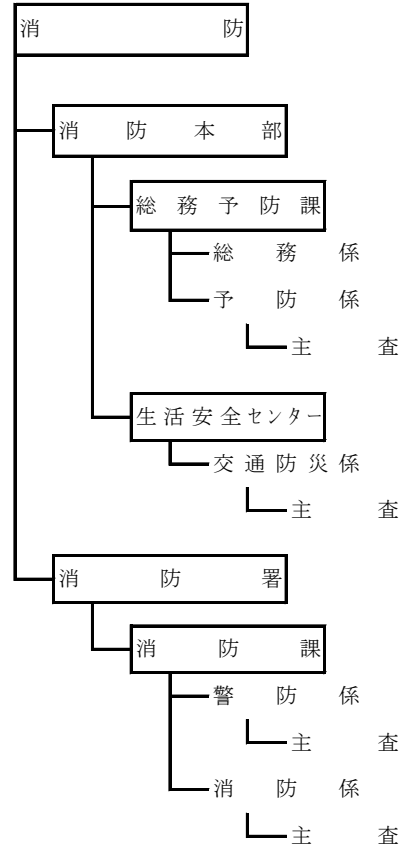 消防
消防本部
総務予防課
総務係
予防係
主査
生活安全センター
交通防災係
主査
消防署
消防課
警防係
主査
消防係
主査